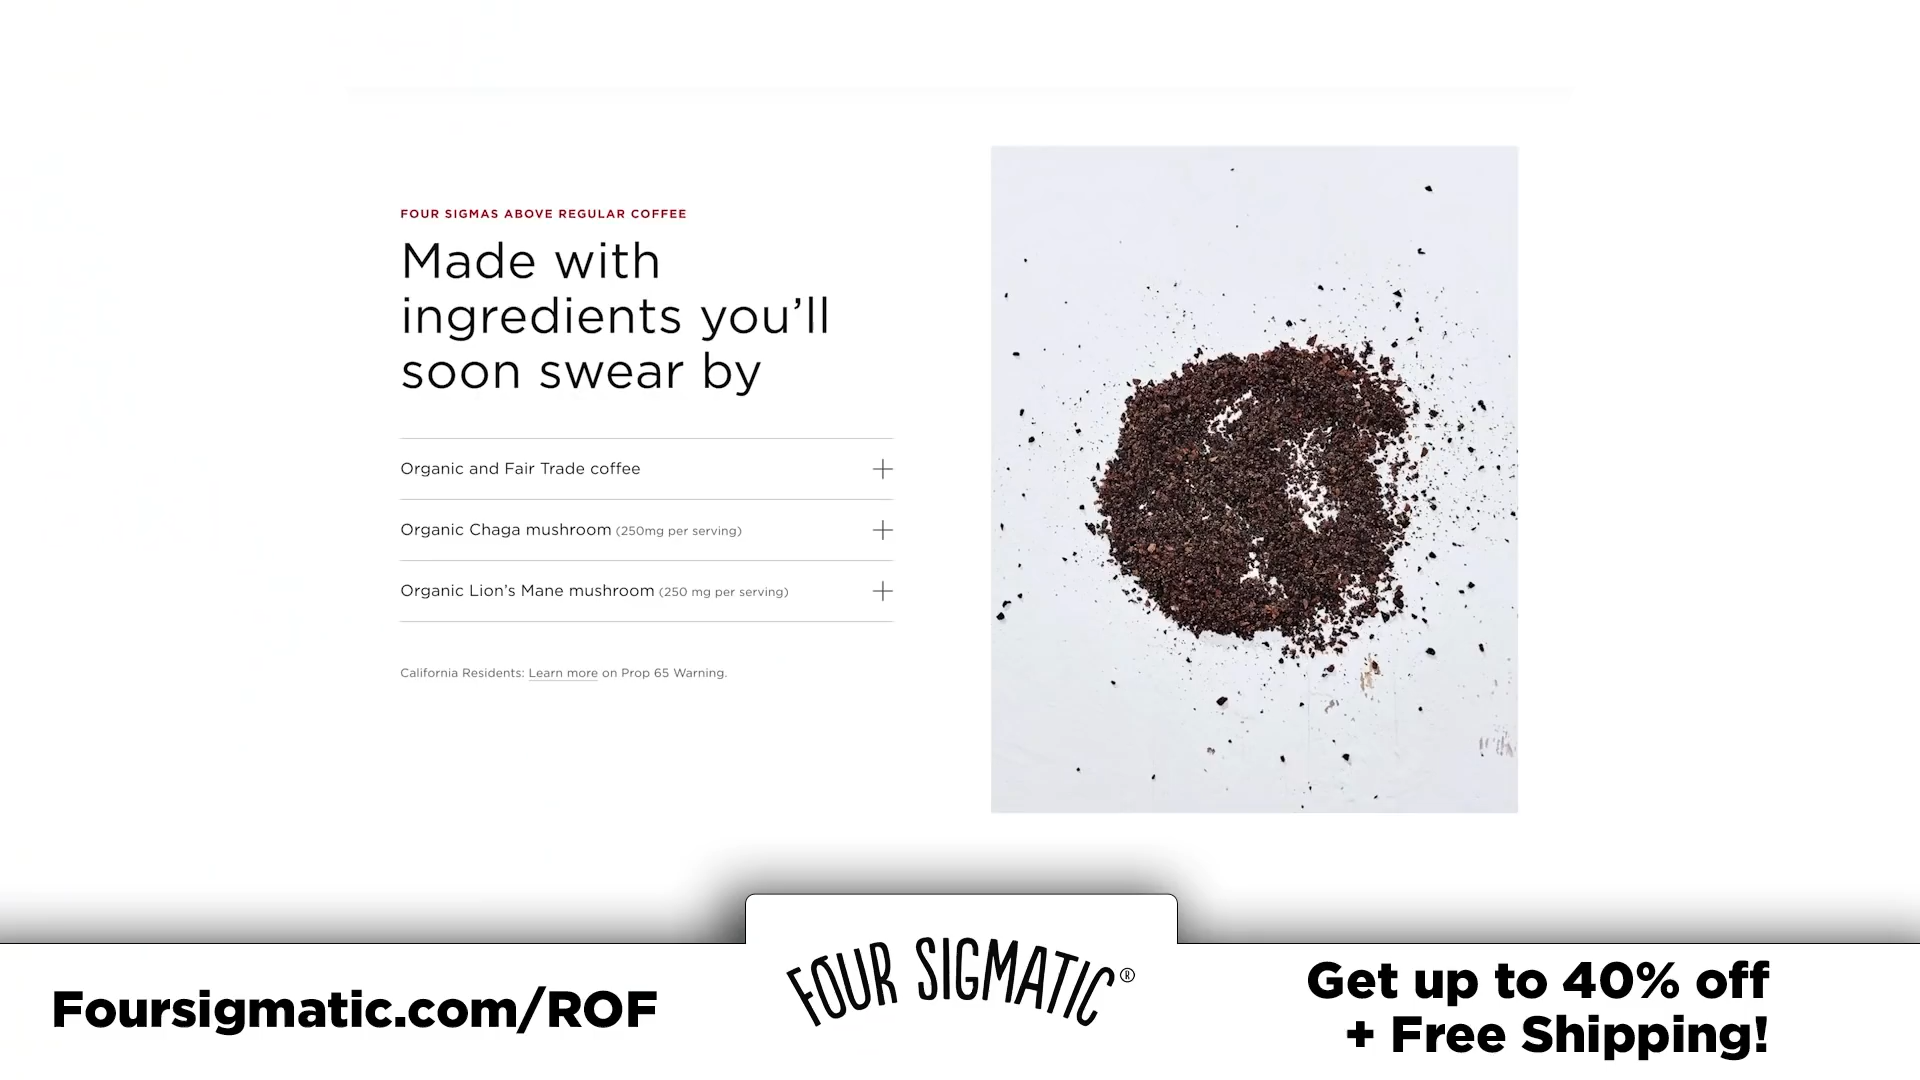 FOUR SIGMAS ABOVE REGULAR COFFEE
Made with
ingredients you’ll
soon swear by
Organic and Fair Trade coffee
Organic Chaga mushroom (250mg per serving)
Organic Lion’s Mane mushroom (250 mg per serving)
California Residents: Learn more on Prop 65 Warning.
Foursigmatic.com/ROF
FOUR SIGMATIC®
Get up to 40% off
+ Free Shipping!